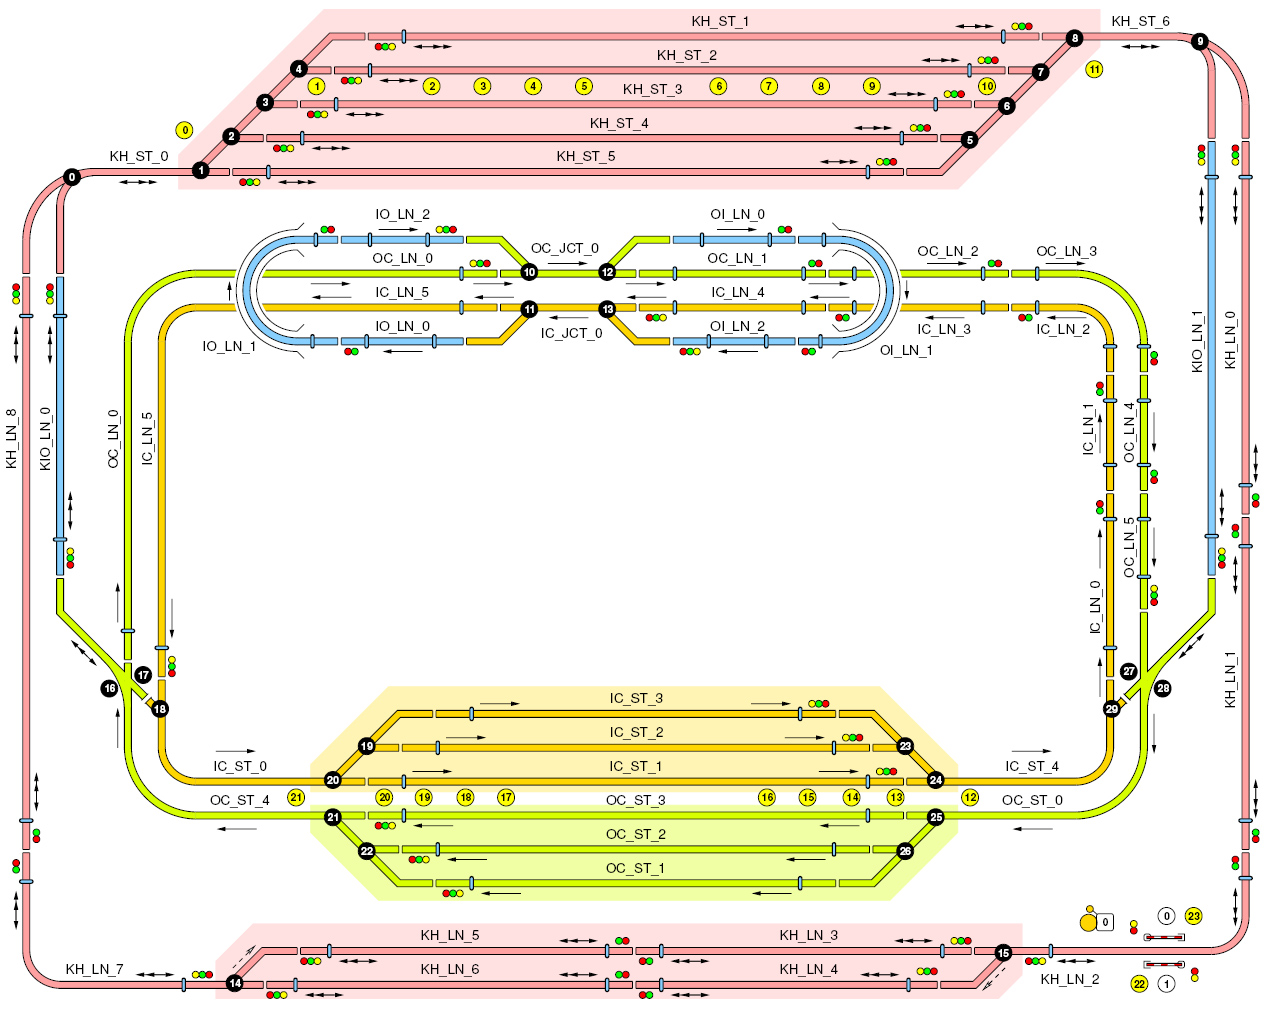 KH_ST_1
KH_ST_6
8
9
KH_ST_2
4
7
11
1
2
3
4
5
6
7
8
9
10
KH_ST_3
3
6
0
2
KH_ST_4
5
KH_ST_0
1
KH_ST_5
0
IO_LN_2
OI_LN_0
OC_JCT_0
OC_LN_0
10
12
OC_LN_1
OC_LN_2
OC_LN_3
IC_LN_5
IC_LN_4
11
13
IO_LN_0
IC_JCT_0
OI_LN_2
IC_LN_3
IC_LN_2
IO_LN_1
OI_LN_1
KIO_LN_1
KH_LN_0
KH_LN_8
KIO_LN_0
OC_LN_0
IC_LN_5
IC_LN_1
OC_LN_4
OC_LN_5
IC_LN_0
KH_LN_1
16
17
18
27
28
29
IC_ST_3
19
IC_ST_2
23
IC_ST_0
20
IC_ST_1
24
IC_ST_4
21
20
19
18
17
16
15
14
13
12
OC_ST_4
OC_ST_3
OC_ST_0
21
25
OC_ST_2
22
26
OC_ST_1
0
0
23
KH_LN_5
KH_LN_3
15
KH_LN_7
14
KH_LN_6
KH_LN_4
KH_LN_2
22
1